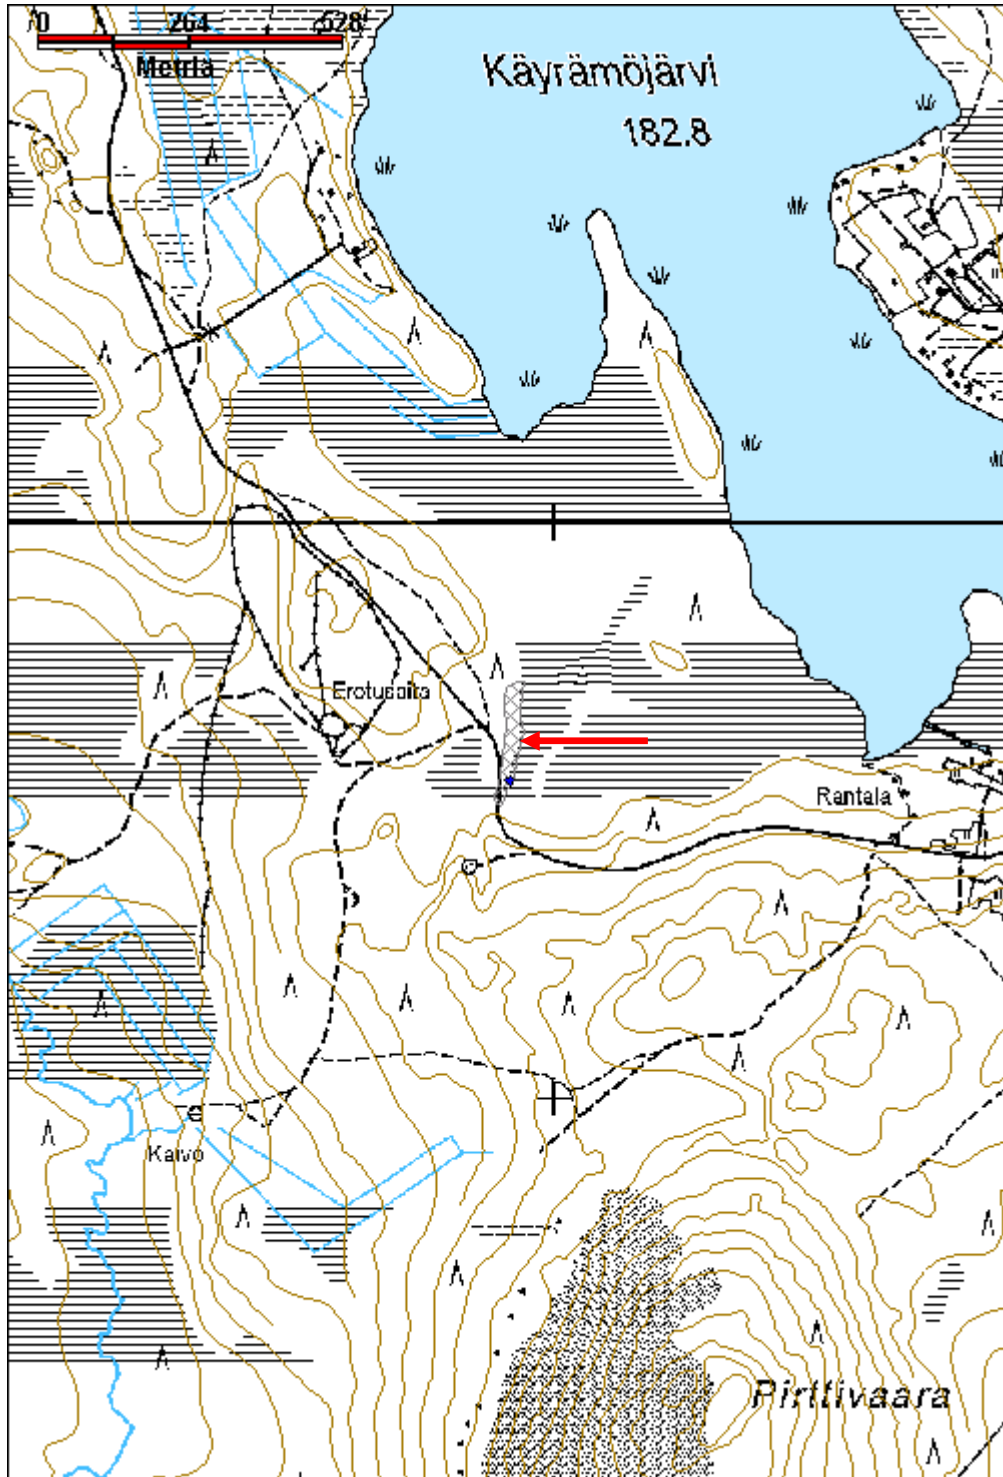 0 264 528
Metriä
Käyrämöjärvi
182.8
Erotusaita
Rantala
Kaivo
Pirttivaara